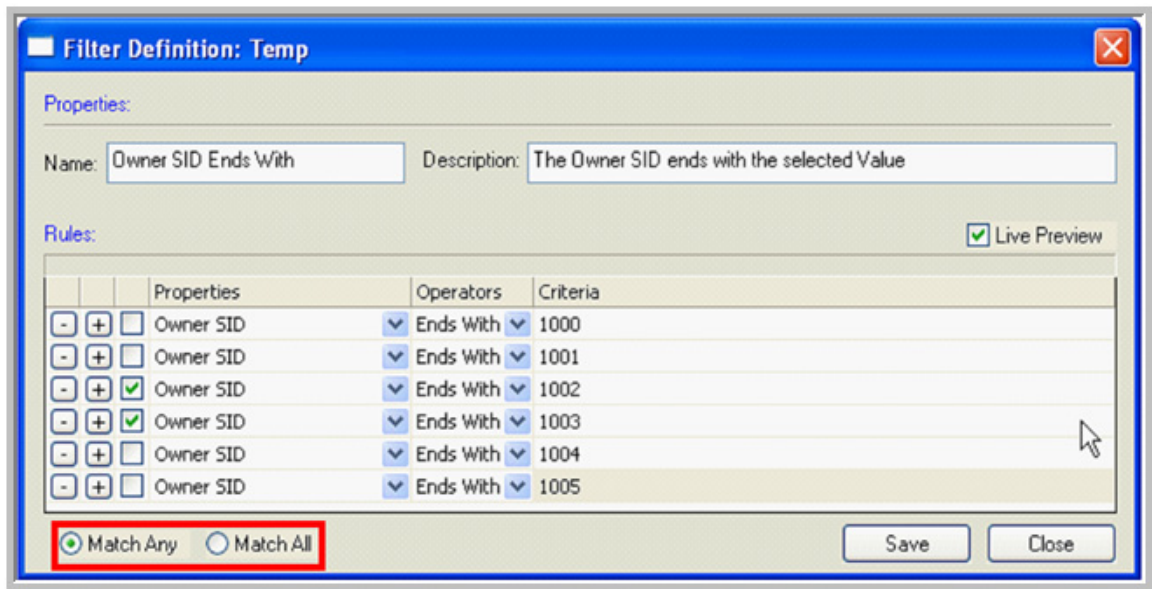 Filter Definition: Temp
Properties:
Name: Owner SID Ends With Description: The Owner SID ends with the selected Value
Rules: Live Preview
Properties Operators Criteria
- + Owner SID Ends With 1000
- + Owner SID Ends With 1001
- + Owner SID Ends With 1002
- + Owner SID Ends With 1003
- + Owner SID Ends With 1004
- + Owner SID Ends With 1005
Match Any Match All Save Close